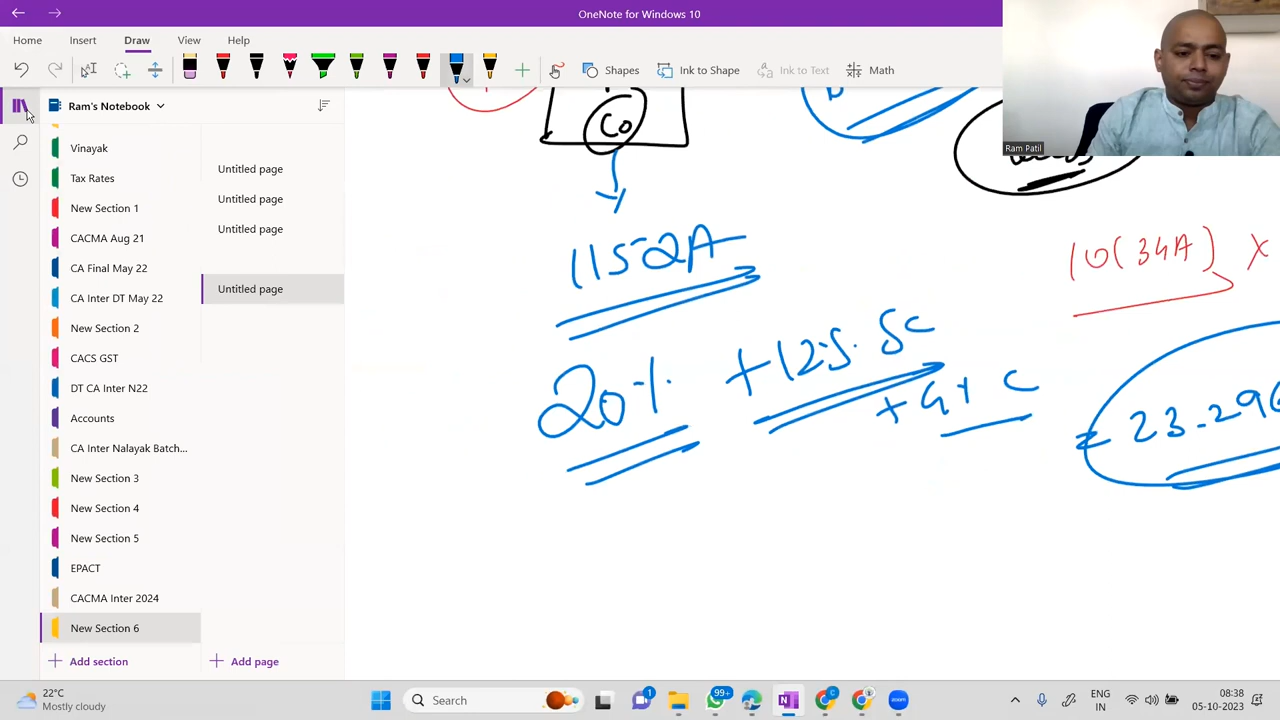 OneNote for Windows 10
Home
Insert
Draw
View
Help
Shapes
Ink to Shape
Ink to Text
Math
Ram's Notebook
Vinayak
Tax Rates
New Section 1
CACMA Aug 21
CA Final May 22
CA Inter DT May 22
New Section 2
CACS GST
DT CA Inter N22
Accounts
CA Inter Nalayak Batch...
New Section 3
New Section 4
New Section 5
EPACT
CACMA Inter 2024
New Section 6
Add section
Untitled page
Untitled page
Untitled page
Untitled page
Add page
Co
115QA
10(34A) X
20% +12%. SC
+ 4% C
= 23.296
Ram Patil
22°C
Mostly cloudy
Search
1
99+
ENG
IN
08:38
05-10-2023